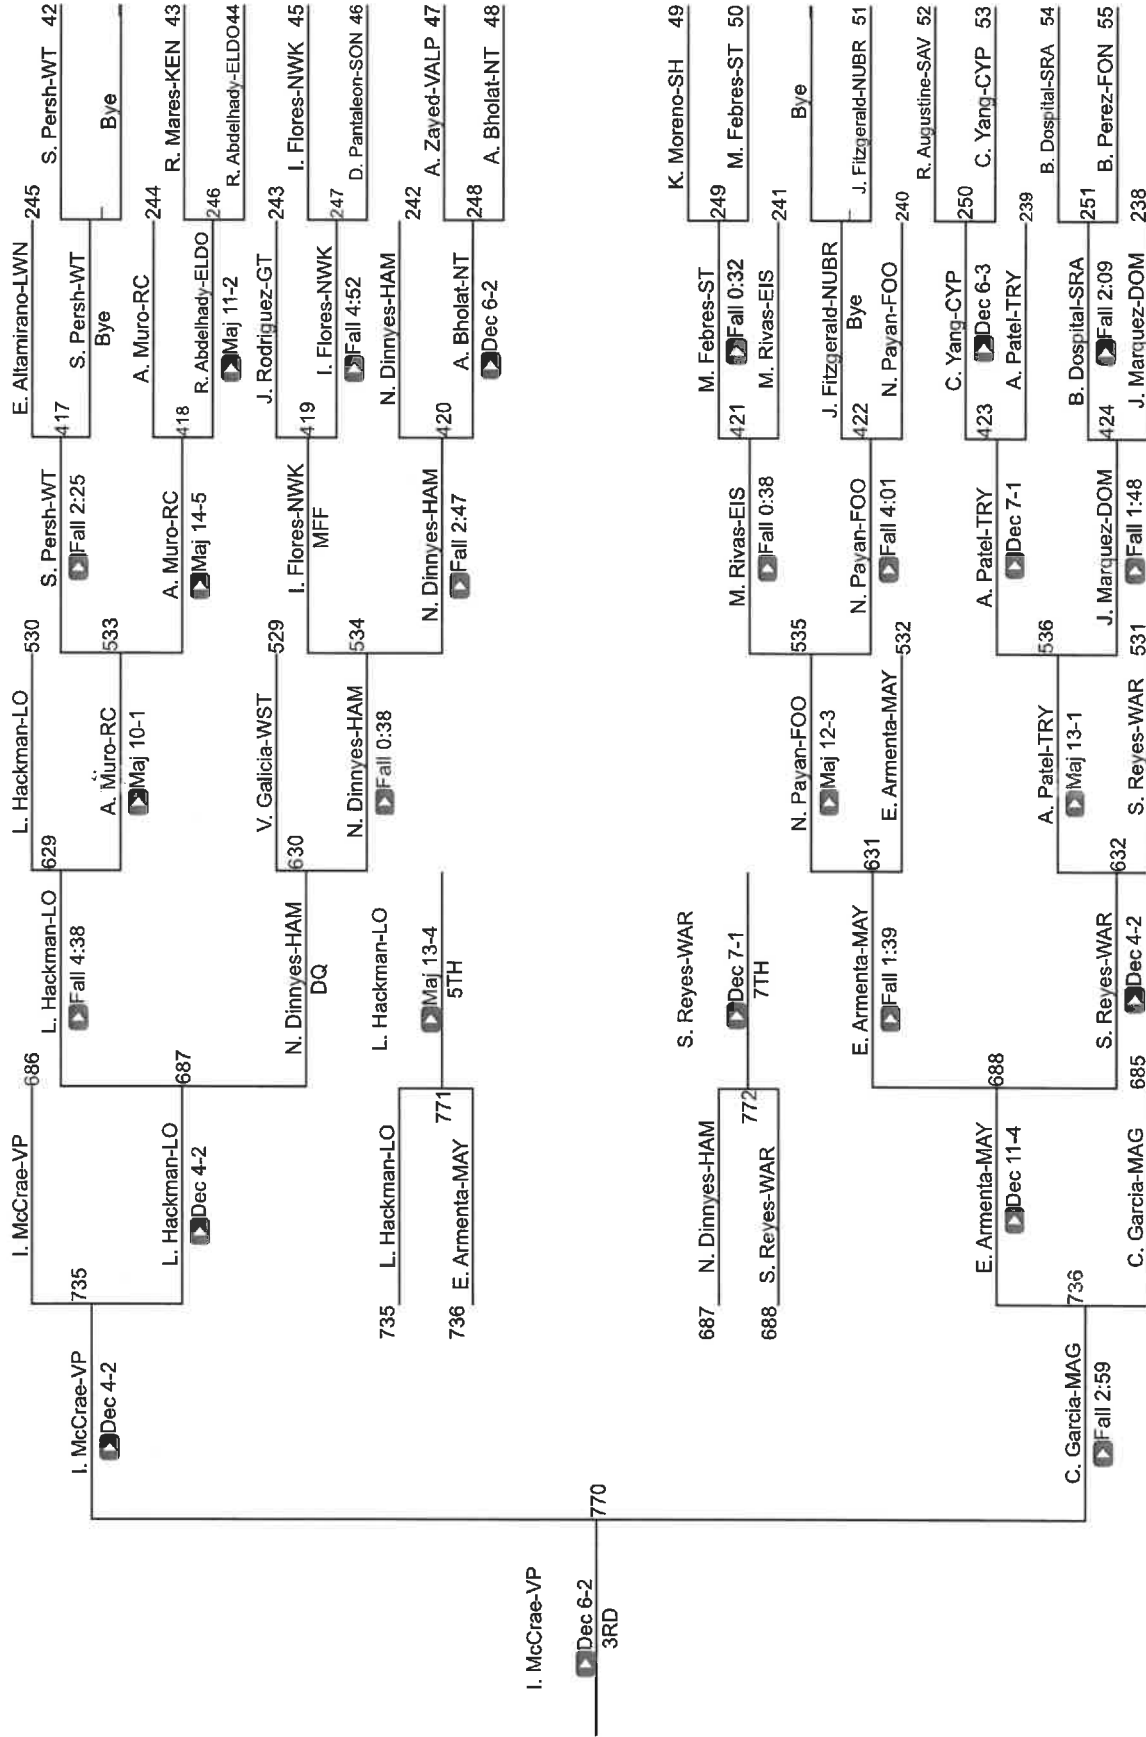 I. McCrae-VP
Dec 6-2
3RD
770
I. McCrae-VP
Dec 4-2
735
C. Garcia-MAG
Fall 2:59
736
I. McCrae-VP 686
L. Hackman-LO
Dec 4-2
687
735 L. Hackman-LO
736 E. Armenta-MAY
771
L. Hackman-LO
Maj 13-4
5TH
687 N. Dinnyes-HAM
688 S. Reyes-WAR
772
S. Reyes-WAR
Dec 7-1
7TH
E. Armenta-MAY
Dec 11-4
688
C. Garcia-MAG 685
L. Hackman-LO
Fall 4:38
629
N. Dinnyes-HAM
DQ
630
E. Armenta-MAY
Fall 1:39
631
S. Reyes-WAR
Dec 4-2
632
L. Hackman-LO 530
A. Muro-RC
Maj 10-1
533
V. Galicia-WST 529
N. Dinnyes-HAM
Fall 0:38
534
N. Payan-FOO
Maj 12-3
535
E. Armenta-MAY 532
A. Patel-TRY
Maj 13-1
536
S. Reyes-WAR 531
S. Persh-WT
Fall 2:25
417
A. Muro-RC
Maj 14-5
418
I. Flores-NWK
MFF
419
N. Dinnyes-HAM
Fall 2:47
420
M. Rivas-EIS
Fall 0:38
421
N. Payan-FOO
Fall 4:01
422
A. Patel-TRY
Dec 7-1
423
J. Marquez-DOM
Fall 1:48
424
E. Altamirano-LWN 245
S. Persh-WT
Bye
A. Muro-RC 244
R. Abdelhady-ELDO
Maj 11-2
246
J. Rodriguez-GT 243
I. Flores-NWK
Fall 4:52
247
N. Dinnyes-HAM 242
A. Bholat-NT
Dec 6-2
248
M. Febres-ST
Fall 0:32
249
M. Rivas-EIS 241
J. Fitzgerald-NUBR
Bye
N. Payan-FOO 240
C. Yang-CYP
Dec 6-3
250
A. Patel-TRY 239
B. Dospital-SRA
Fall 2:09
251
J. Marquez-DOM 238
S. Persh-WT 42
Bye
R. Mares-KEN 43
R. Abdelhady-ELDO44
I. Flores-NWK 45
D. Pantaleon-SON 46
A. Zayed-VALP 47
A. Bholat-NT 48
K. Moreno-SH 49
M. Febres-ST 50
Bye
J. Fitzgerald-NUBR 51
R. Augustine-SAV 52
C. Yang-CYP 53
B. Dospital-SRA 54
B. Perez-FON 55